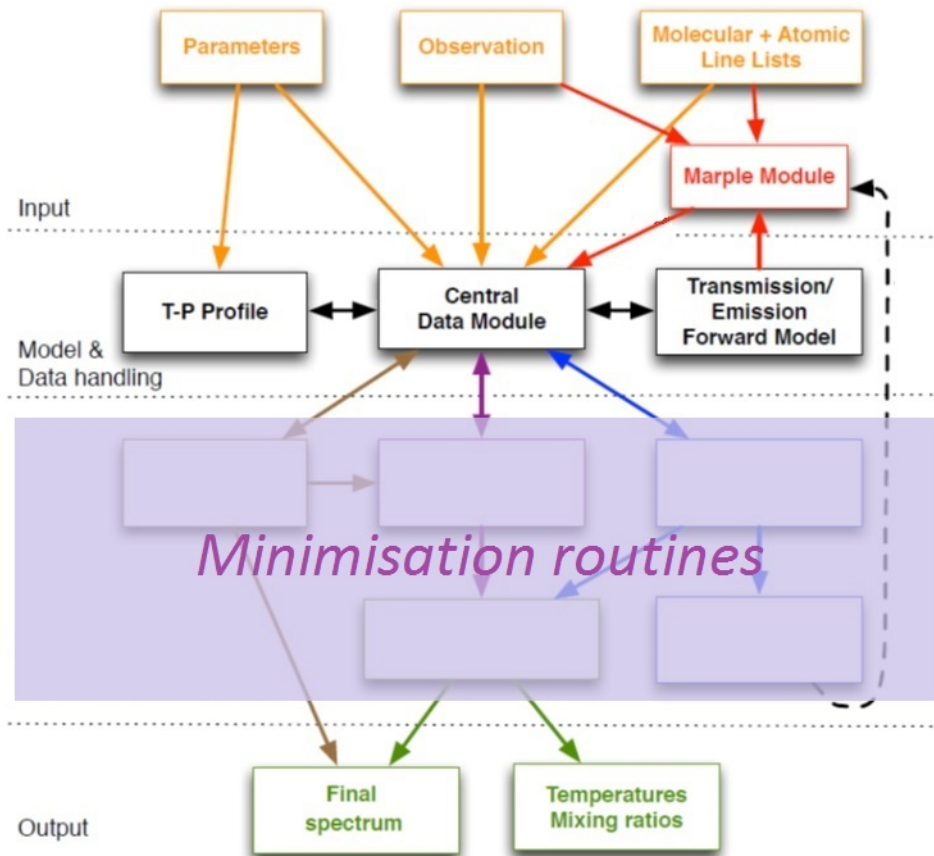 Parameters
Observation
Molecular + Atomic
Line Lists
Marple Module
Input
T-P Profile
Central
Data Module
Transmission/
Emission
Forward Model
Model &
Data handling
Minimisation routines
Final
spectrum
Temperatures
Mixing ratios
Output